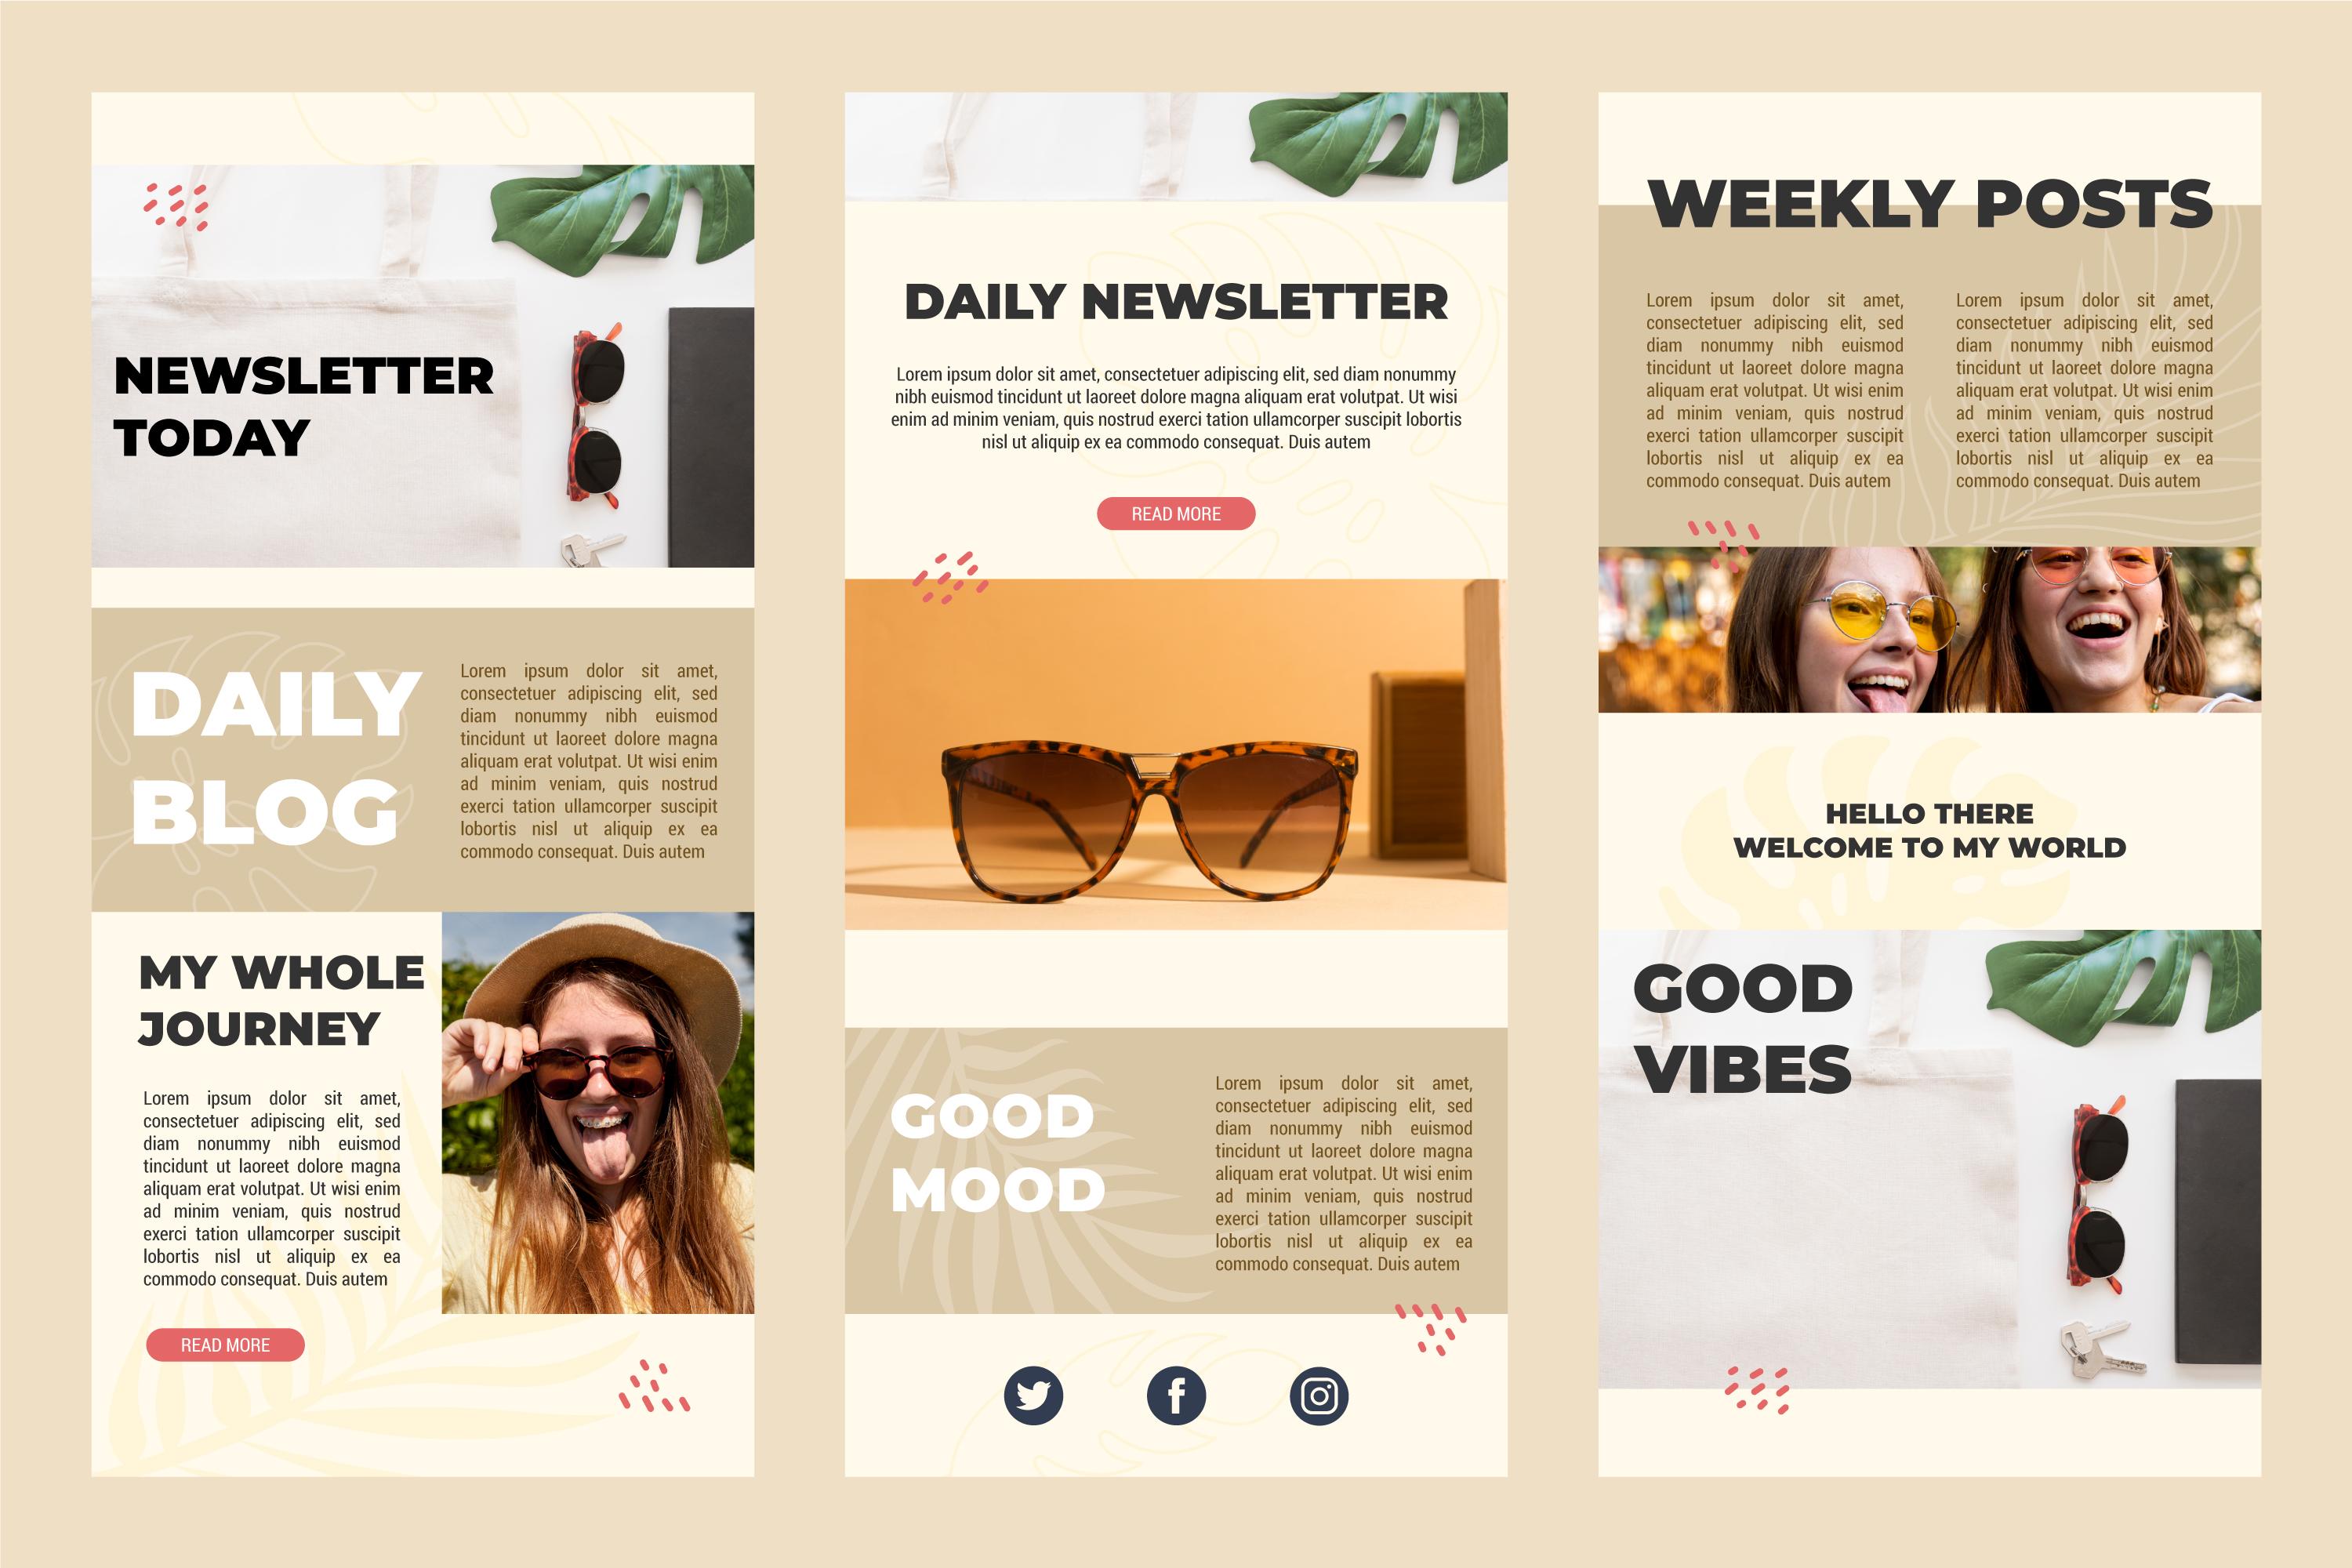 NEWSLETTER
TODAY
DAILY
BLOG
Lorem ipsum dolor sit amet,
consectetuer adipiscing elit, sed
diam nonummy nibh euismod
tincidunt ut laoreet dolore magna
aliquam erat volutpat. Ut wisi enim
ad minim veniam, quis nostrud
exerci tation ullamcorper suscipit
lobortis nisl ut aliquip ex ea
commodo consequat. Duis autem
MY WHOLE
JOURNEY
Lorem ipsum dolor sit amet,
consectetuer adipiscing elit, sed
diam nonummy nibh euismod
tincidunt ut laoreet dolore magna
aliquam erat volutpat. Ut wisi enim
ad minim veniam, quis nostrud
exerci tation ullamcorper suscipit
lobortis nisl ut aliquip ex ea
commodo consequat. Duis autem
READ MORE
DAILY NEWSLETTER
Lorem ipsum dolor sit amet, consectetuer adipiscing elit, sed diam nonummy
nibh euismod tincidunt ut laoreet dolore magna aliquam erat volutpat. Ut wisi
enim ad minim veniam, quis nostrud exerci tation ullamcorper suscipit lobortis
nisl ut aliquip ex ea commodo consequat. Duis autem
READ MORE
GOOD
MOOD
Lorem ipsum dolor sit amet,
consectetuer adipiscing elit, sed
diam nonummy nibh euismod
tincidunt ut laoreet dolore magna
aliquam erat volutpat. Ut wisi enim
ad minim veniam, quis nostrud
exerci tation ullamcorper suscipit
lobortis nisl ut aliquip ex ea
commodo consequat. Duis autem
WEEKLY POSTS
Lorem ipsum dolor sit amet,
consectetuer adipiscing elit, sed
diam nonummy nibh euismod
tincidunt ut laoreet dolore magna
aliquam erat volutpat. Ut wisi enim
ad minim veniam, quis nostrud
exerci tation ullamcorper suscipit
lobortis nisl ut aliquip ex ea
commodo consequat. Duis autem
Lorem ipsum dolor sit amet,
consectetuer adipiscing elit, sed
diam nonummy nibh euismod
tincidunt ut laoreet dolore magna
aliquam erat volutpat. Ut wisi enim
ad minim veniam, quis nostrud
exerci tation ullamcorper suscipit
lobortis nisl ut aliquip ex ea
commodo consequat. Duis autem
HELLO THERE
WELCOME TO MY WORLD
GOOD
VIBES